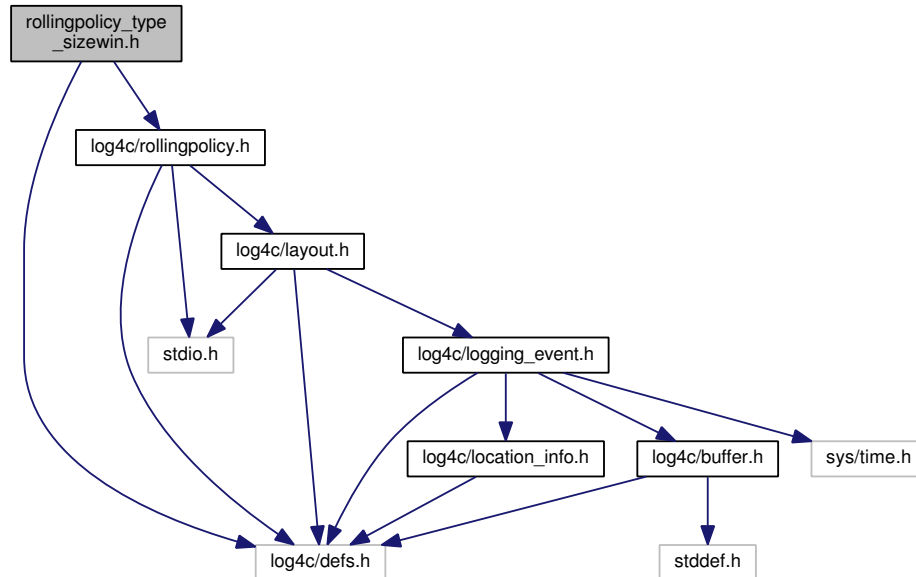 rollingpolicy_type
_sizewin.h
log4c/rollingpolicy.h
log4c/layout.h
stdio.h
log4c/logging_event.h
log4c/location_info.h
log4c/buffer.h
sys/time.h
log4c/defs.h
stddef.h